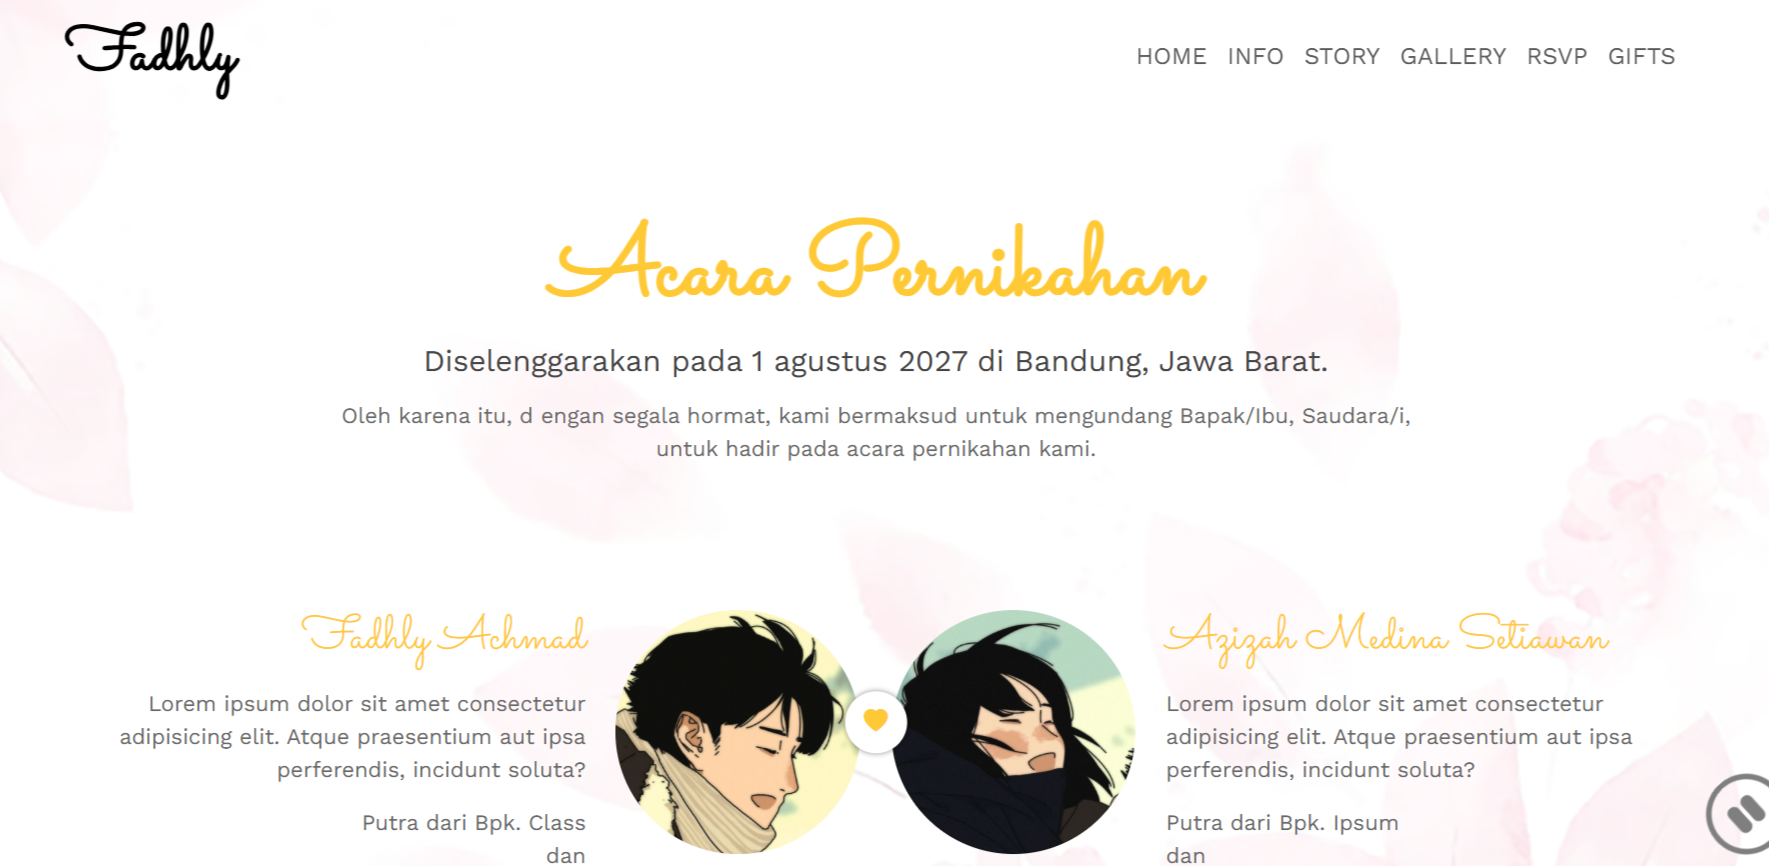 Fadhly
HOME INFO STORY GALLERY RSVP GIFTS
Acara Pernikahan
Diselenggarakan pada 1 agustus 2027 di Bandung, Jawa Barat.
Oleh karena itu, d engan segala hormat, kami bermaksud untuk mengundang Bapak/Ibu, Saudara/i,
untuk hadir pada acara pernikahan kami.
Fadhly Achmad
Lorem ipsum dolor sit amet consectetur
adipisicing elit. Atque praesentium aut ipsa
perferendis, incidunt soluta?
Putra dari Bpk. Class
dan
Azizah Medina Setiawan
Lorem ipsum dolor sit amet consectetur
adipisicing elit. Atque praesentium aut ipsa
perferendis, incidunt soluta?
Putra dari Bpk. Ipsum
dan